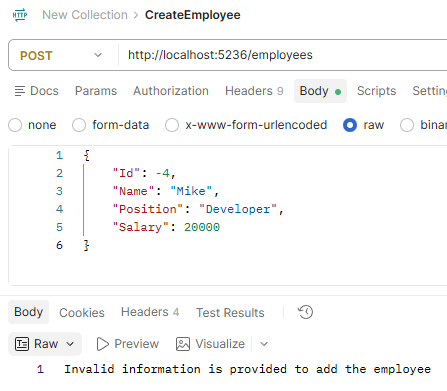 HTTP New Collection > CreateEmployee
POST http://localhost:5236/employees
Docs Params Authorization Headers 9 Body Scripts Settin
none form-data x-www-form-urlencoded raw binar
1 {
2 "Id": -4,
3 "Name": "Mike",
4 "Position": "Developer",
5 "Salary": 20000
6 }
Body Cookies Headers 4 Test Results
Raw Preview Visualize
1 Invalid information is provided to add the employee